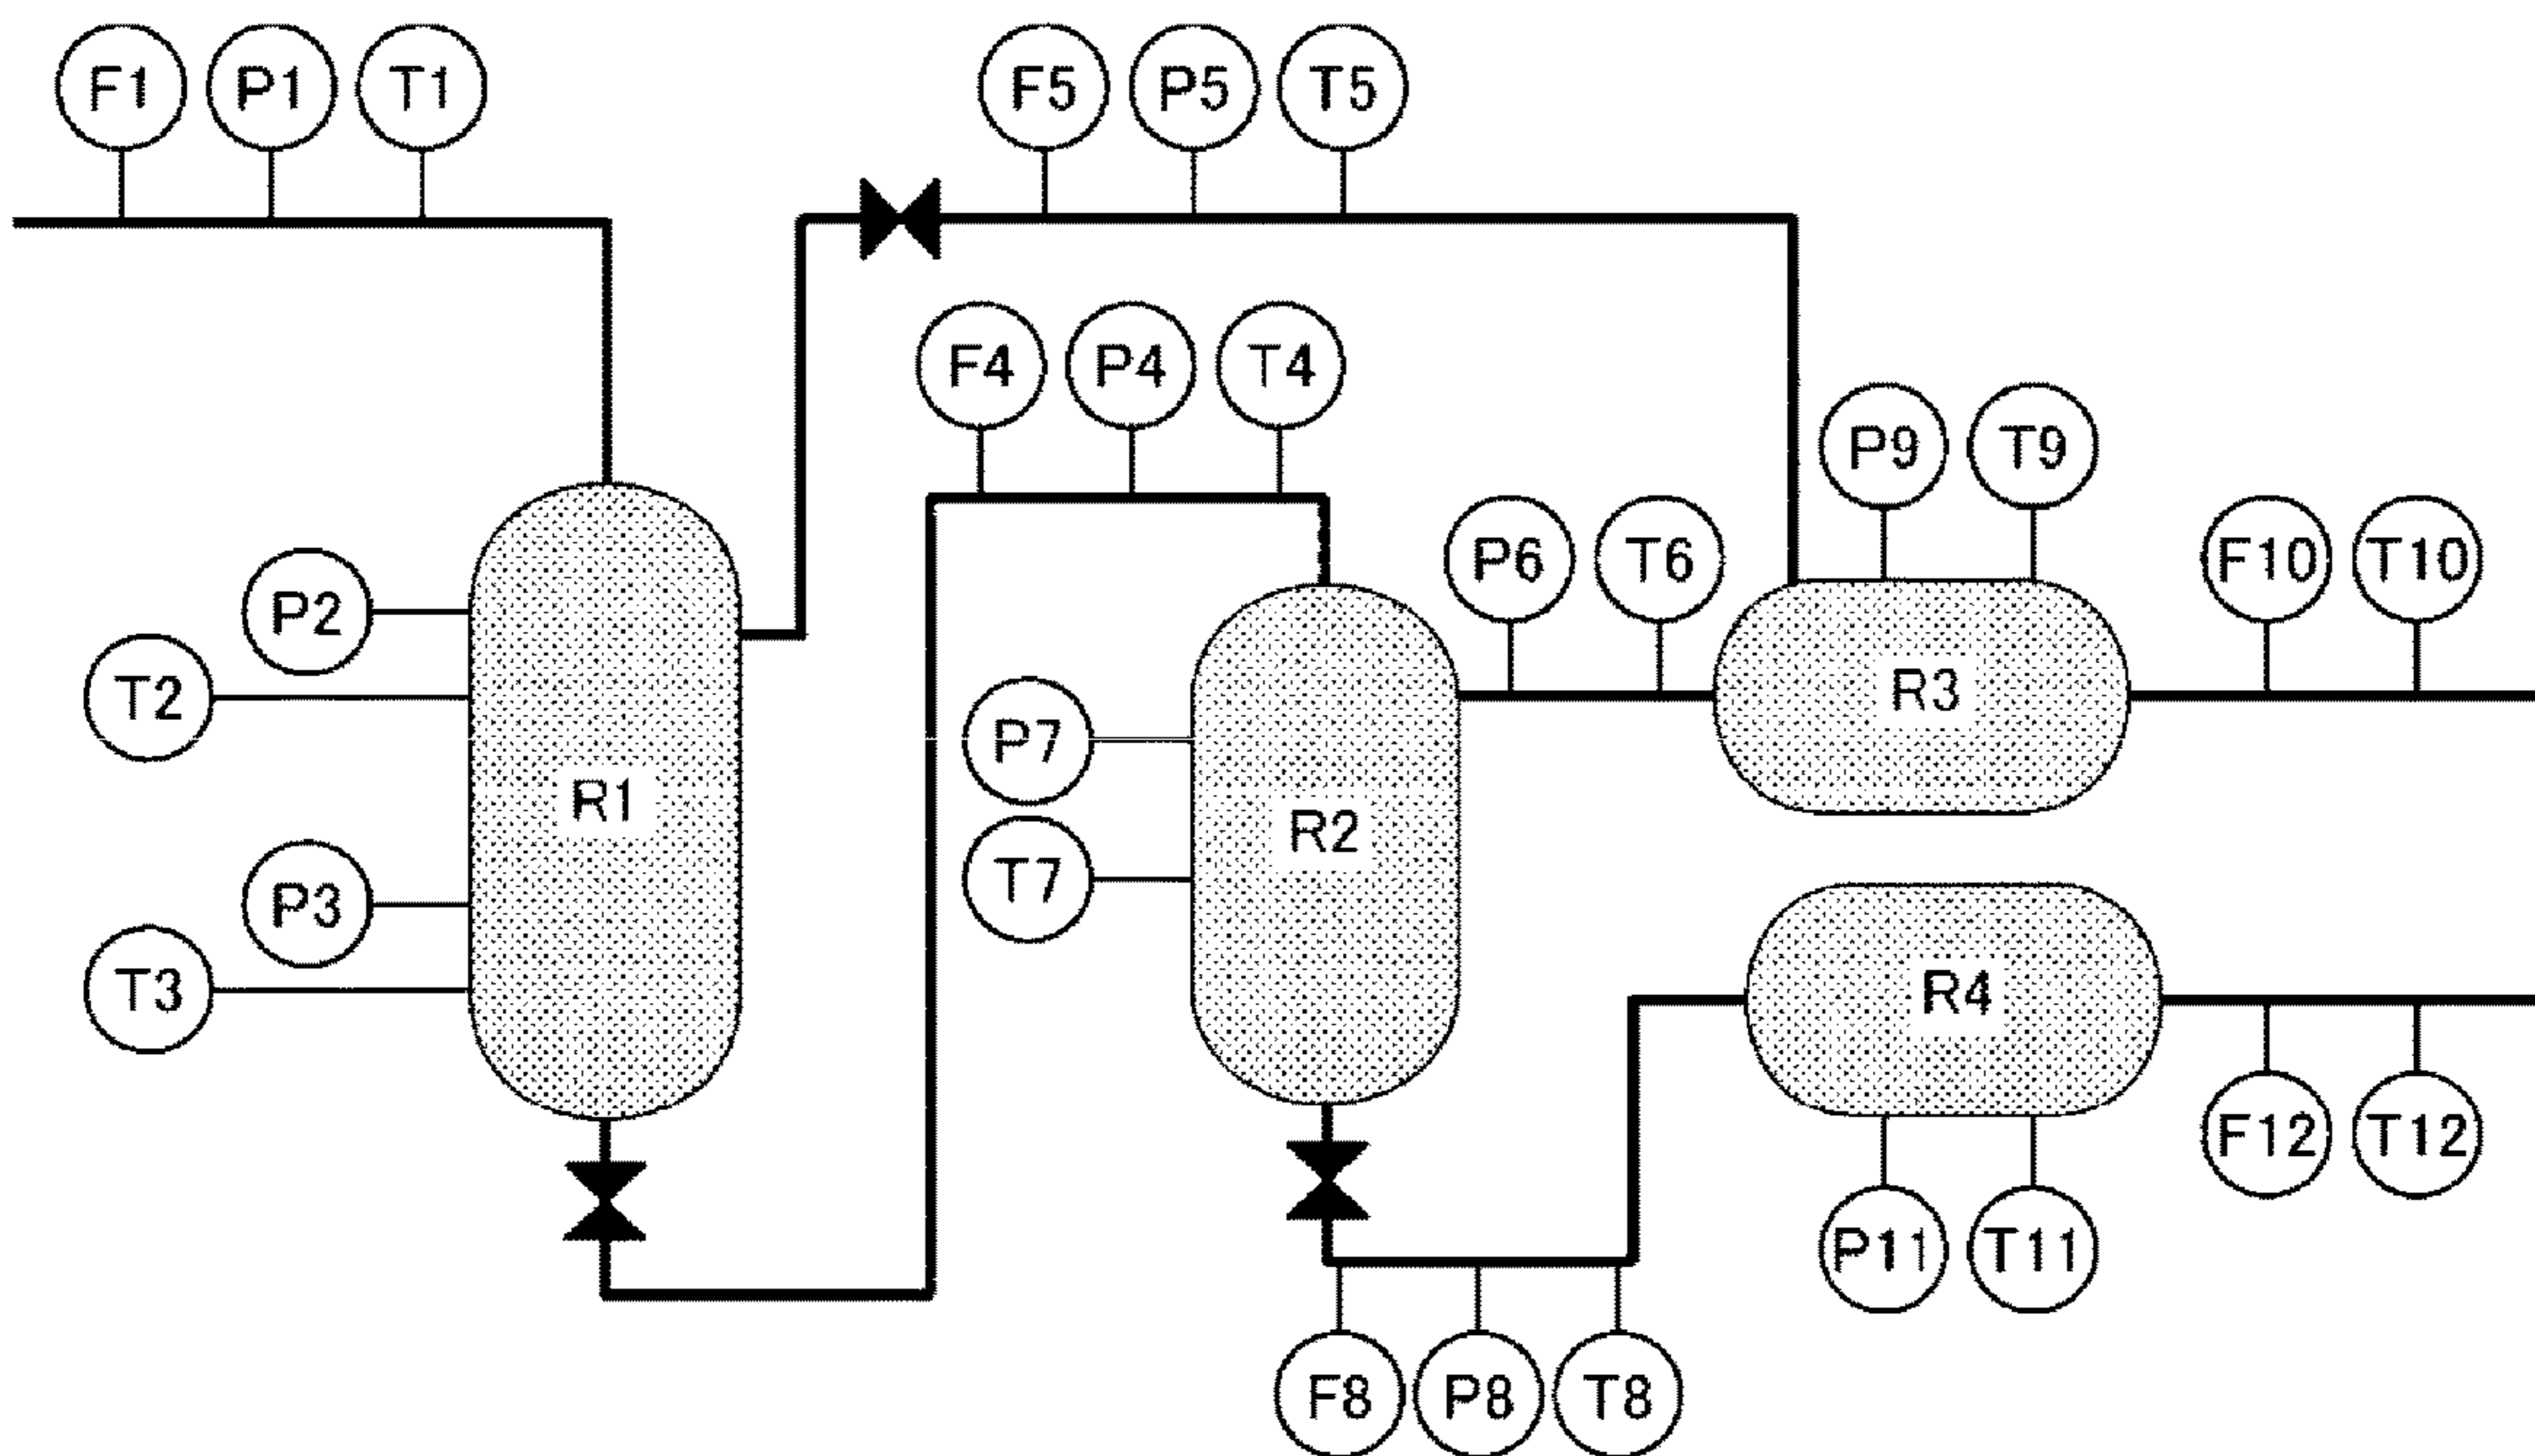 F1 P1 T1 F5 P5 T5
F4 P4 T4
P9 T9
P6 T6 F10 T10
P2
T2 R3
P7
R1 R2
T7
P3
T3 R4
F12 T12
P11 T11
F8 P8 T8